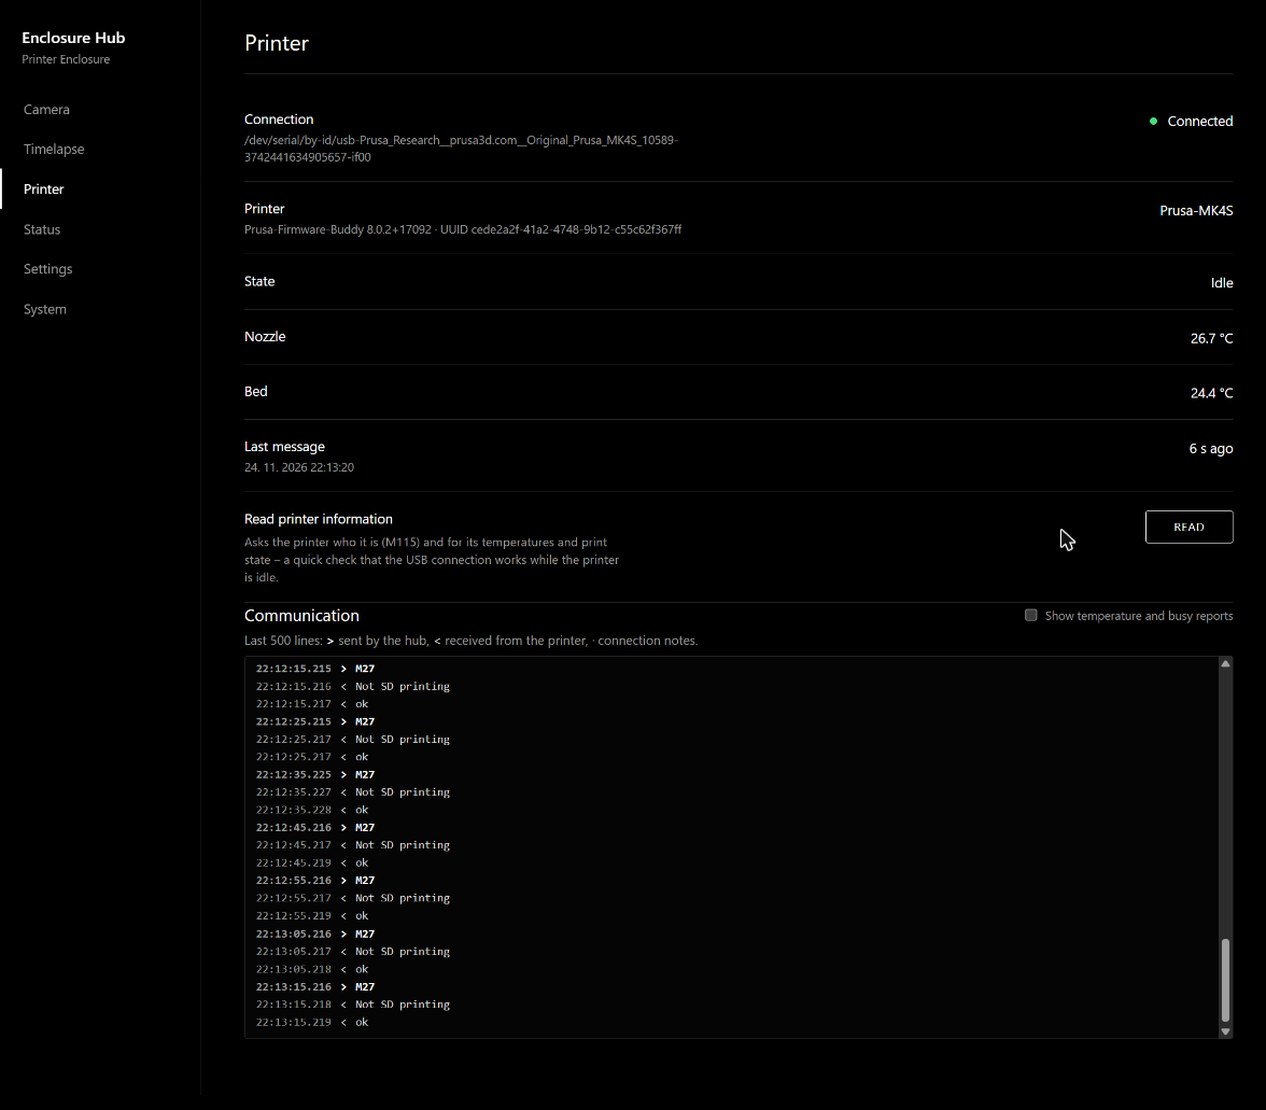 Enclosure Hub
Printer Enclosure
Camera
Timelapse
Printer
Status
Settings
System
Printer
Connection
/dev/serial/by-id/usb-Prusa_Research__prusa3d.com__Original_Prusa_MK4S_10589-
3742441634905657-if00
Connected
Printer
Prusa-Firmware-Buddy 8.0.2+17092 · UUID cede2a2f-41a2-4748-9b12-c55c62f367ff
Prusa-MK4S
State
Idle
Nozzle
26.7 °C
Bed
24.4 °C
Last message
24. 11. 2026 22:13:20
6 s ago
Read printer information
Asks the printer who it is (M115) and for its temperatures and print
state – a quick check that the USB connection works while the printer
is idle.
READ
Communication
Show temperature and busy reports
Last 500 lines: > sent by the hub, < received from the printer, · connection notes.
22:12:15.215 > M27
22:12:15.216 < Not SD printing
22:12:15.217 < ok
22:12:25.215 > M27
22:12:25.217 < Not SD printing
22:12:25.217 < ok
22:12:35.225 > M27
22:12:35.227 < Not SD printing
22:12:35.228 < ok
22:12:45.216 > M27
22:12:45.217 < Not SD printing
22:12:45.219 < ok
22:12:55.216 > M27
22:12:55.217 < Not SD printing
22:12:55.219 < ok
22:13:05.216 > M27
22:13:05.217 < Not SD printing
22:13:05.218 < ok
22:13:15.216 > M27
22:13:15.218 < Not SD printing
22:13:15.219 < ok